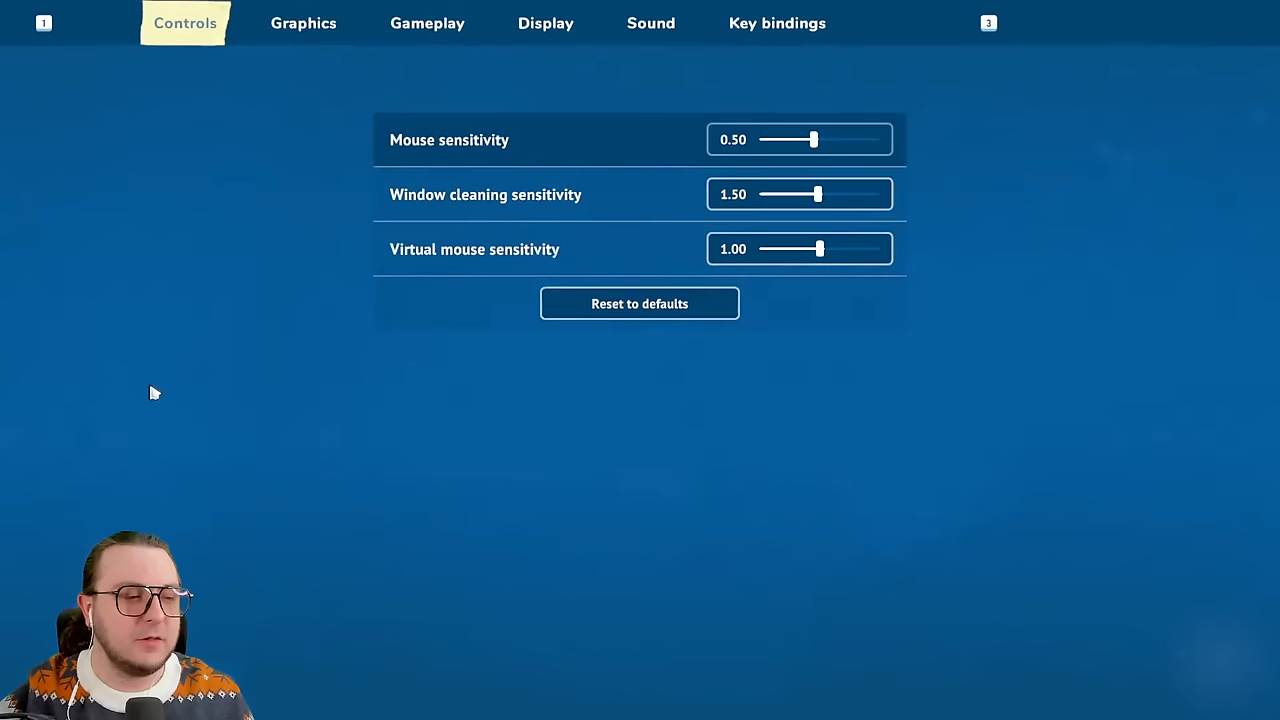 1
Controls
Graphics
Gameplay
Display
Sound
Key bindings
3
Mouse sensitivity
0.50
Window cleaning sensitivity
1.50
Virtual mouse sensitivity
1.00
Reset to defaults